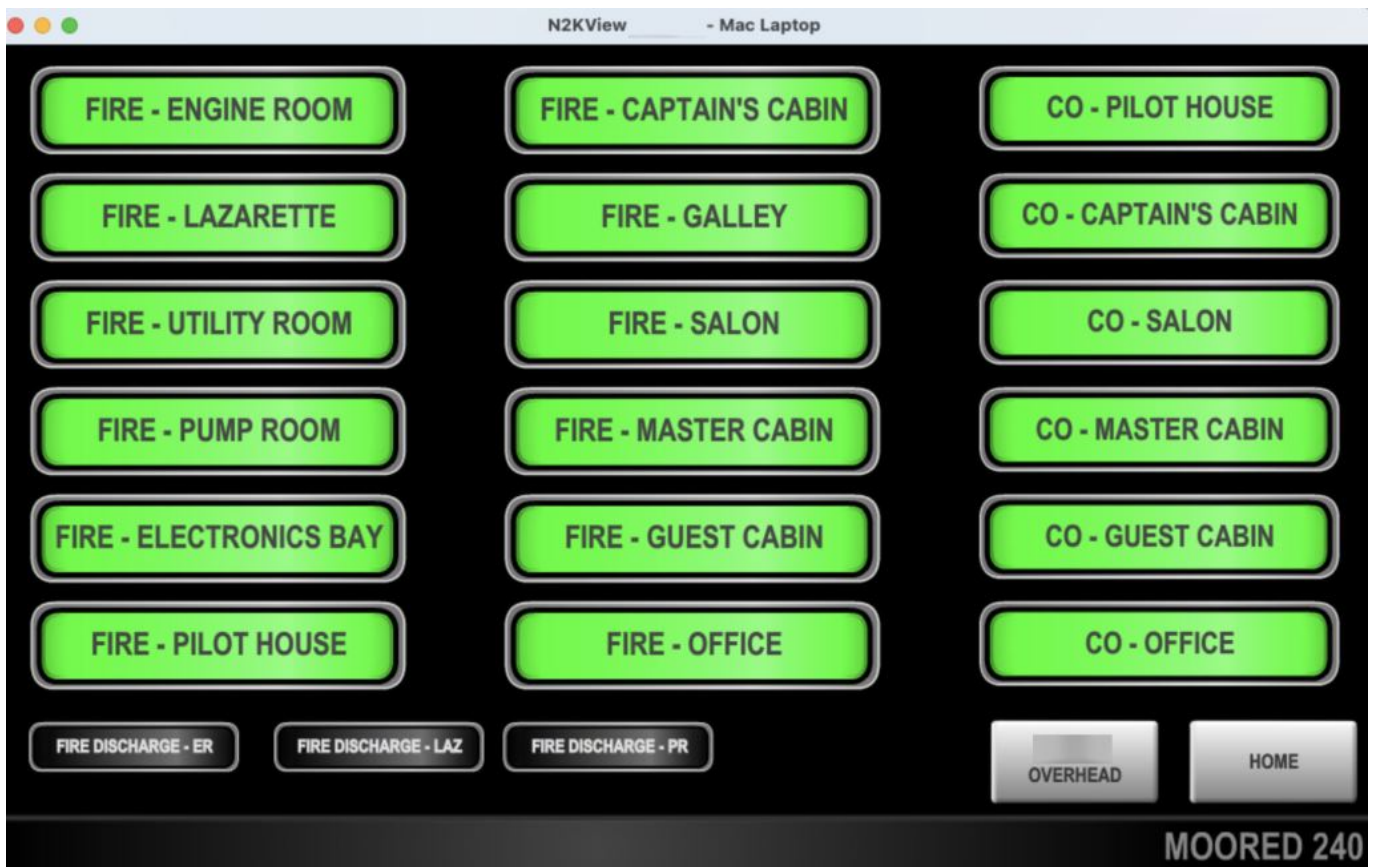 N2KView - Mac Laptop
FIRE - ENGINE ROOM
FIRE - CAPTAIN'S CABIN
CO - PILOT HOUSE
FIRE - LAZARETTE
FIRE - GALLEY
CO - CAPTAIN'S CABIN
FIRE - UTILITY ROOM
FIRE - SALON
CO - SALON
FIRE - PUMP ROOM
FIRE - MASTER CABIN
CO - MASTER CABIN
FIRE - ELECTRONICS BAY
FIRE - GUEST CABIN
CO - GUEST CABIN
FIRE - PILOT HOUSE
FIRE - OFFICE
CO - OFFICE
FIRE DISCHARGE - ER
FIRE DISCHARGE - LAZ
FIRE DISCHARGE - PR
OVERHEAD
HOME
MOORED 240